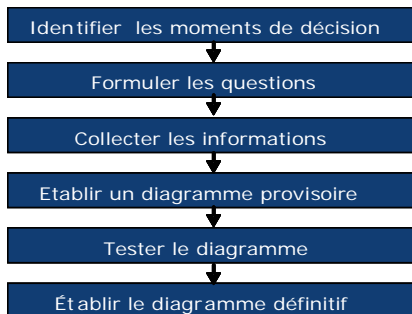 Identifier les moments de décision
Formuler les questions
Collecter les informations
Etablir un diagramme provisoire
Tester le diagramme
Établir le diagramme définitif